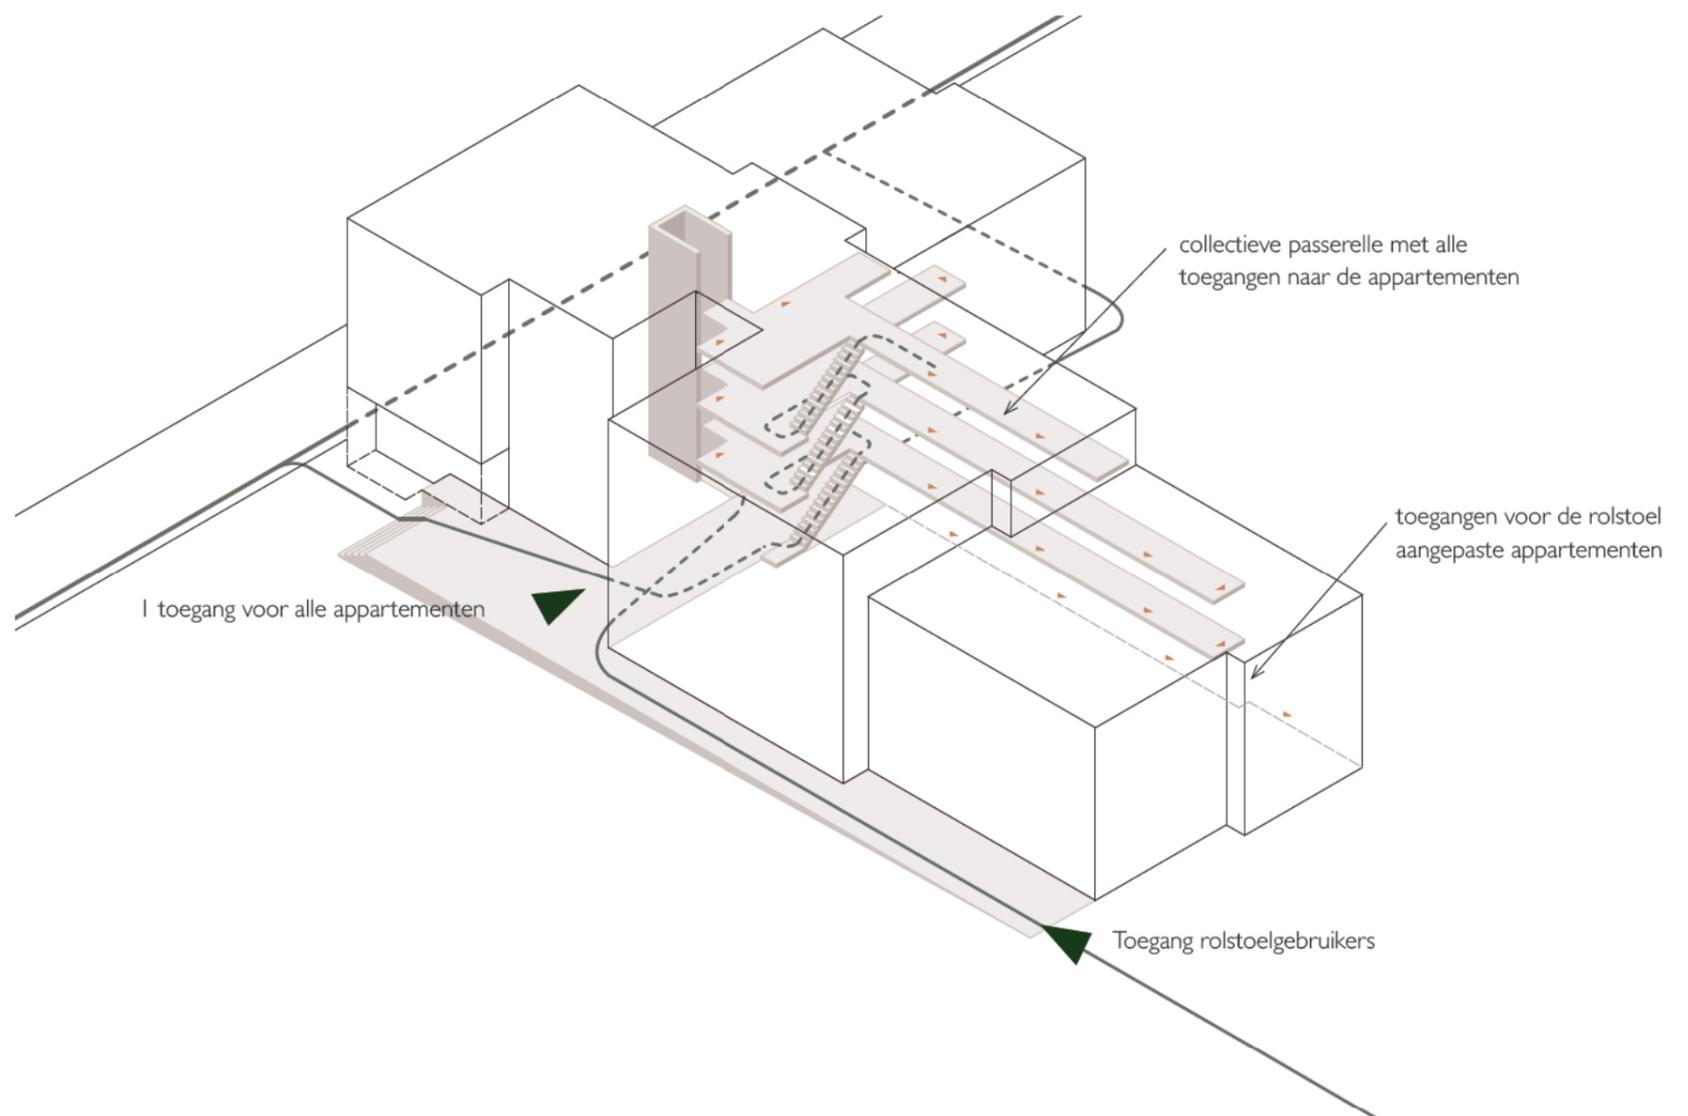 collectieve passerelle met alle
toegangen naar de appartementen
toegangen voor de rolstoel
aangepaste appartementen
1 toegang voor alle appartementen
Toegang rolstoelgebruikers